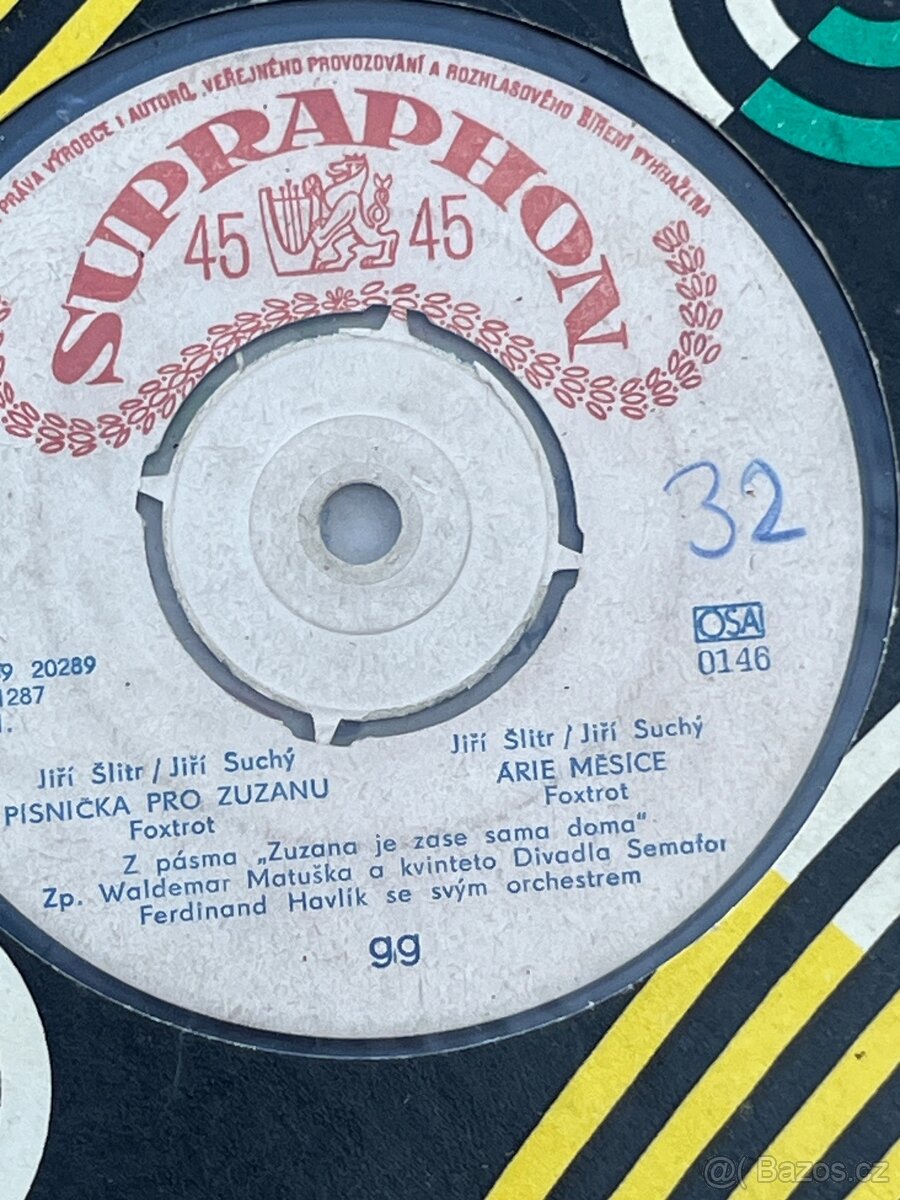 PRÁVA VÝROBCE I AUTORŮ, VEŘEJNÉHO PROVOZOVÁNÍ A ROZHLASOVÉHO ŠÍŘENÍ VYHRAŽENA
SUPRAPHON
45 45
32
OSA
0146
9 20289
1287
Jiří Šlitr / Jiří Suchý
PÍSNIČKA PRO ZUZANU
Foxtrot
Jiří Šlitr / Jiří Suchý
ÁRIE MĚSÍCE
Foxtrot
Z pásma „Zuzana je zase sama doma"
Zp. Waldemar Matuška a kvinteto Divadla Semafor
Ferdinand Havlík se svým orchestrem
g/g
@( Bazos.cz